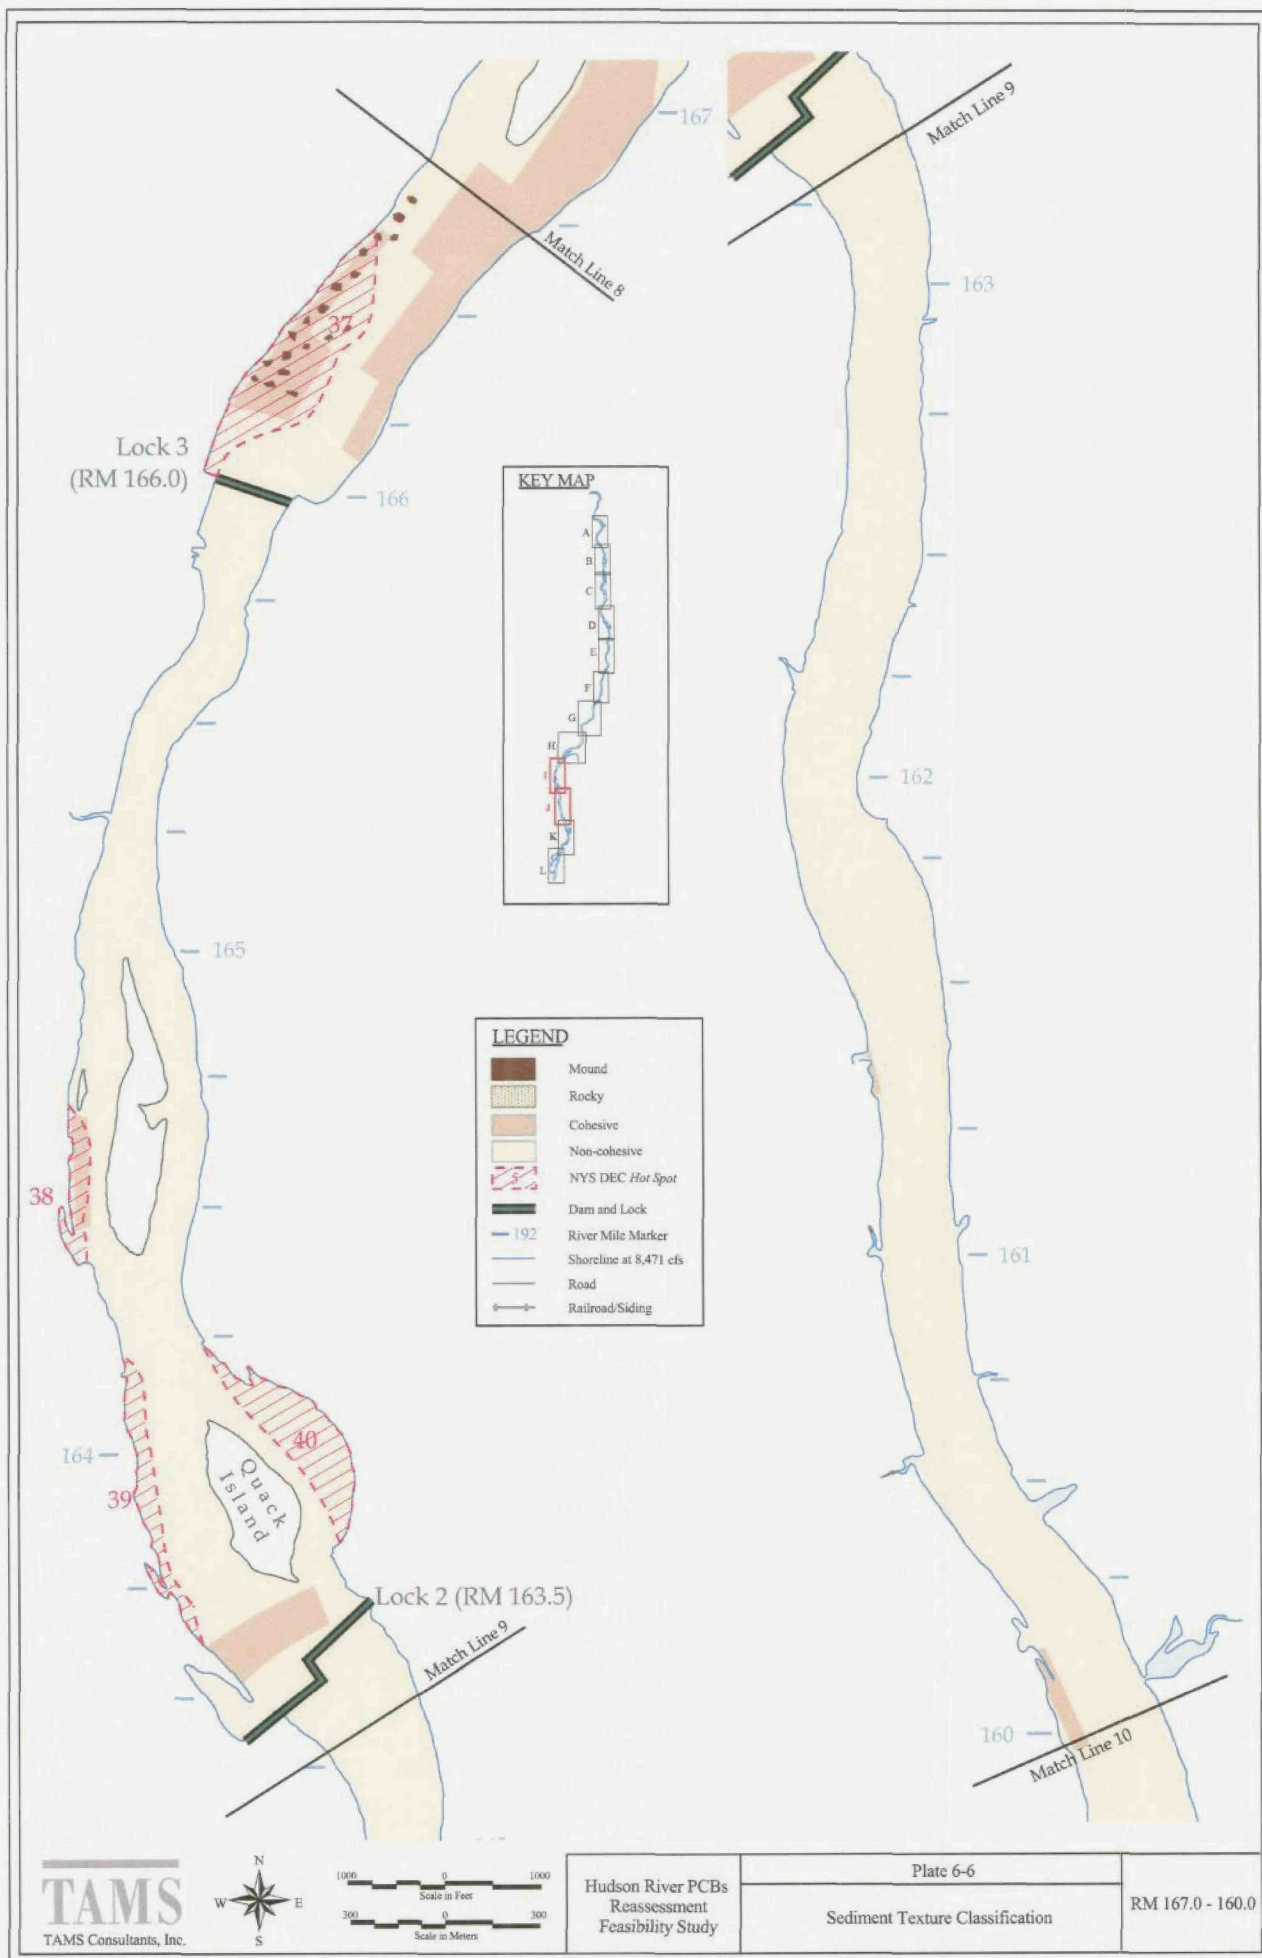 167
Match Line 9
Match Line 8
163
37
Lock 3
(RM 166.0)
166
KEY MAP
A
B
C
D
E
F
G
H
I
J
K
L
162
165
LEGEND
Mound
Rocky
Cohesive
Non-cohesive
5 NYS DEC Hot Spot
Dam and Lock
192 River Mile Marker
Shoreline at 8,471 cfs
Road
Railroad/Siding
38
161
40
164
39
Quack
Island
Lock 2 (RM 163.5)
Match Line 9
160
Match Line 10
TAMS
TAMS Consultants, Inc.
N
W E
S
1000 0 1000
Scale in Feet
300 0 300
Scale in Meters
Hudson River PCBs
Reassessment
Feasibility Study
Plate 6-6
Sediment Texture Classification
RM 167.0 - 160.0